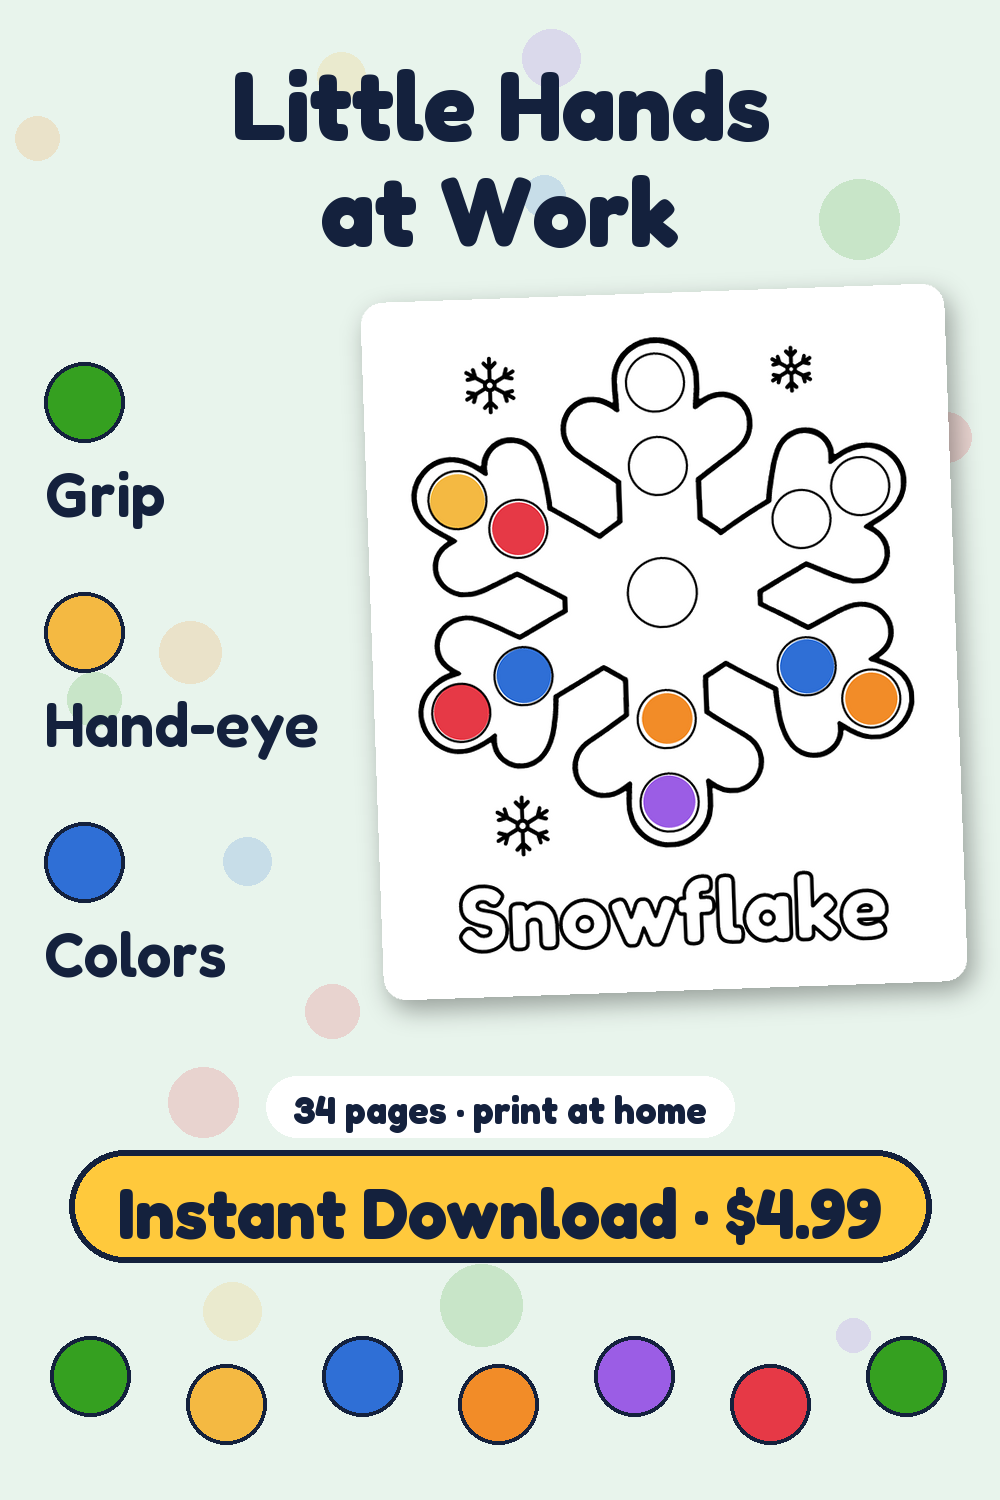 Little Hands
at Work
Grip
Hand-eye
Colors
Snowflake
34 pages · print at home
Instant Download · $4.99